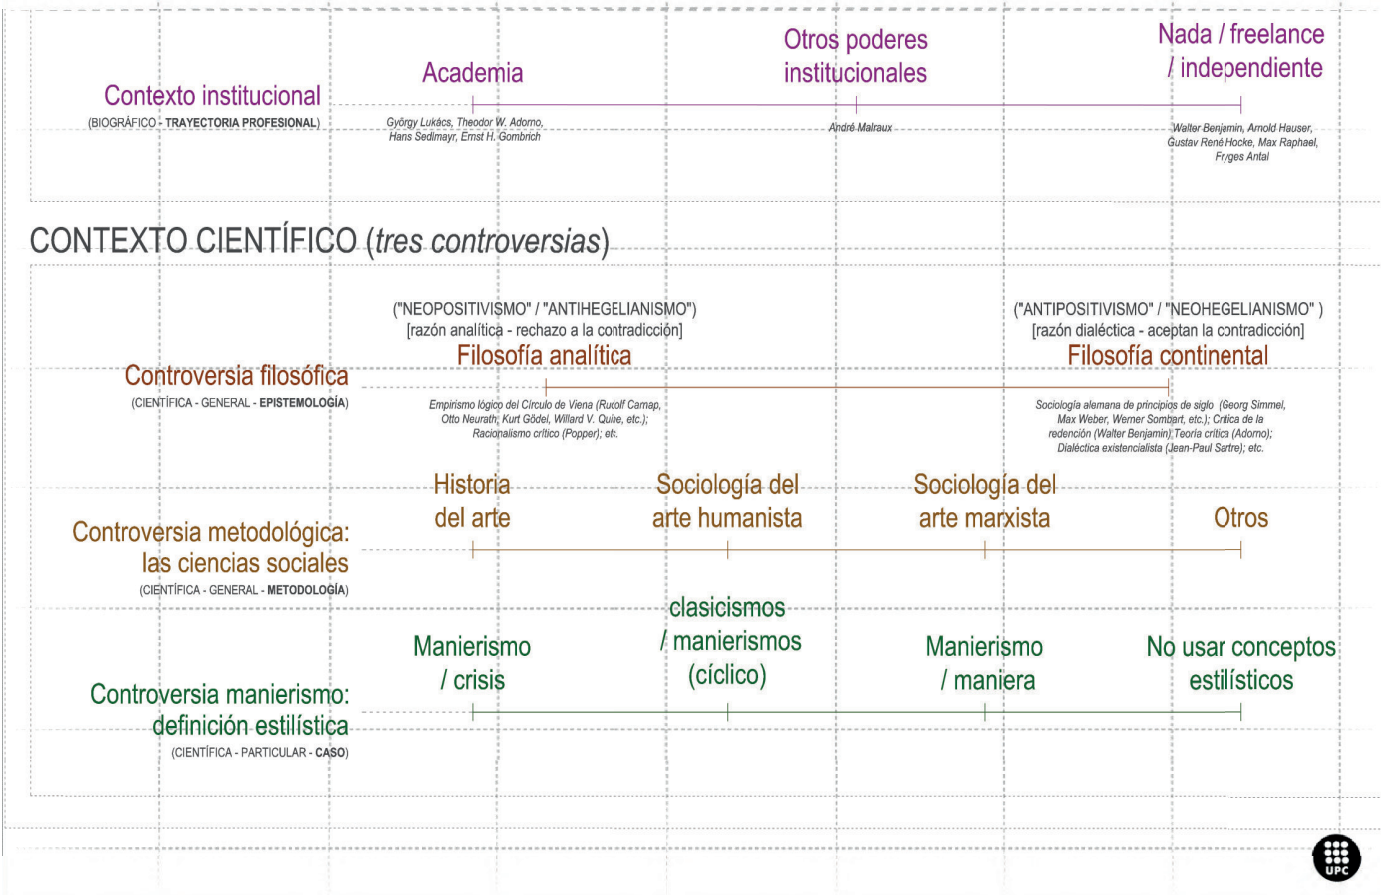 Contexto institucional
(BIOGRÁFICO - TRAYECTORIA PROFESIONAL)
Academia
György Lukács, Theodor W. Adorno,
Hans Sedlmayr, Ernst H. Gombrich
Otros poderes
institucionales
André Malraux
Nada / freelance
/ independiente
Walter Benjamin, Arnold Hauser,
Gustav René Hocke, Max Raphael,
Antal
CONTEXTO CIENTÍFICO (tres controversias)
Controversia filosófica
(CIENTÍFICA - GENERAL - EPISTEMOLOGÍA)
("NEOPOSITIVISMO" / "ANTIHEGELIANISMO")
[razón analítica - rechazo a la contradicción]
Filosofía analítica
Empirismo lógico del Círculo de Viena (Rudolf Carnap,
Otto Neurath, Kurt Gödel, Willard V. Quine, etc.);
Racionalismo crítico (Popper); etc.
("ANTIPOSITIVISMO" / "NEOHEGELIANISMO" )
[razón dialéctica - aceptan la contradicción]
Filosofía continental
Sociología alemana de principios de siglo (Georg Simmel,
Max Weber, Werner Sombart, etc.); Crítica de la
redención (Walter Benjamin); Teoría crítica (Adorno);
Dialéctica existencialista (Jean-Paul Sartre); etc.
Controversia metodológica:
las ciencias sociales
(CIENTÍFICA - GENERAL - METODOLOGÍA)
Historia
del arte
Sociología del
arte humanista
Sociología del
arte marxista
Otros
Controversia manierismo:
definición estilística
(CIENTÍFICA - PARTICULAR - CASO)
Manierismo
/ crisis
clasicismos
/ manierismos
(cíclico)
Manierismo
/ maniera
No usar conceptos
estilísticos
UPC